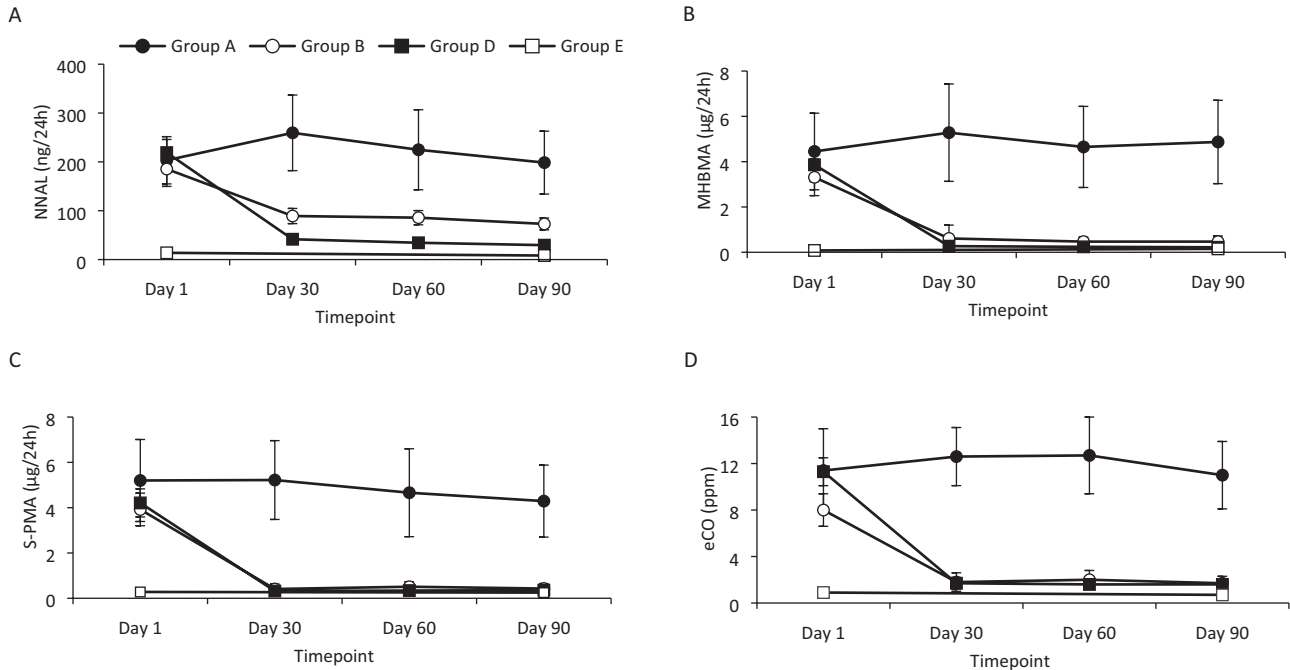 A
Group A Group B Group D Group E
400
300
200
100
0
NNAL (ng/24h)
Day 1 Day 30 Day 60 Day 90
Timepoint
B
8
6
4
2
0
MHBMA (µg/24h)
Day 1 Day 30 Day 60 Day 90
Timepoint
C
8
6
4
2
0
S-PMA (µg/24h)
Day 1 Day 30 Day 60 Day 90
Timepoint
D
16
12
8
4
0
eCO (ppm)
Day 1 Day 30 Day 60 Day 90
Timepoint